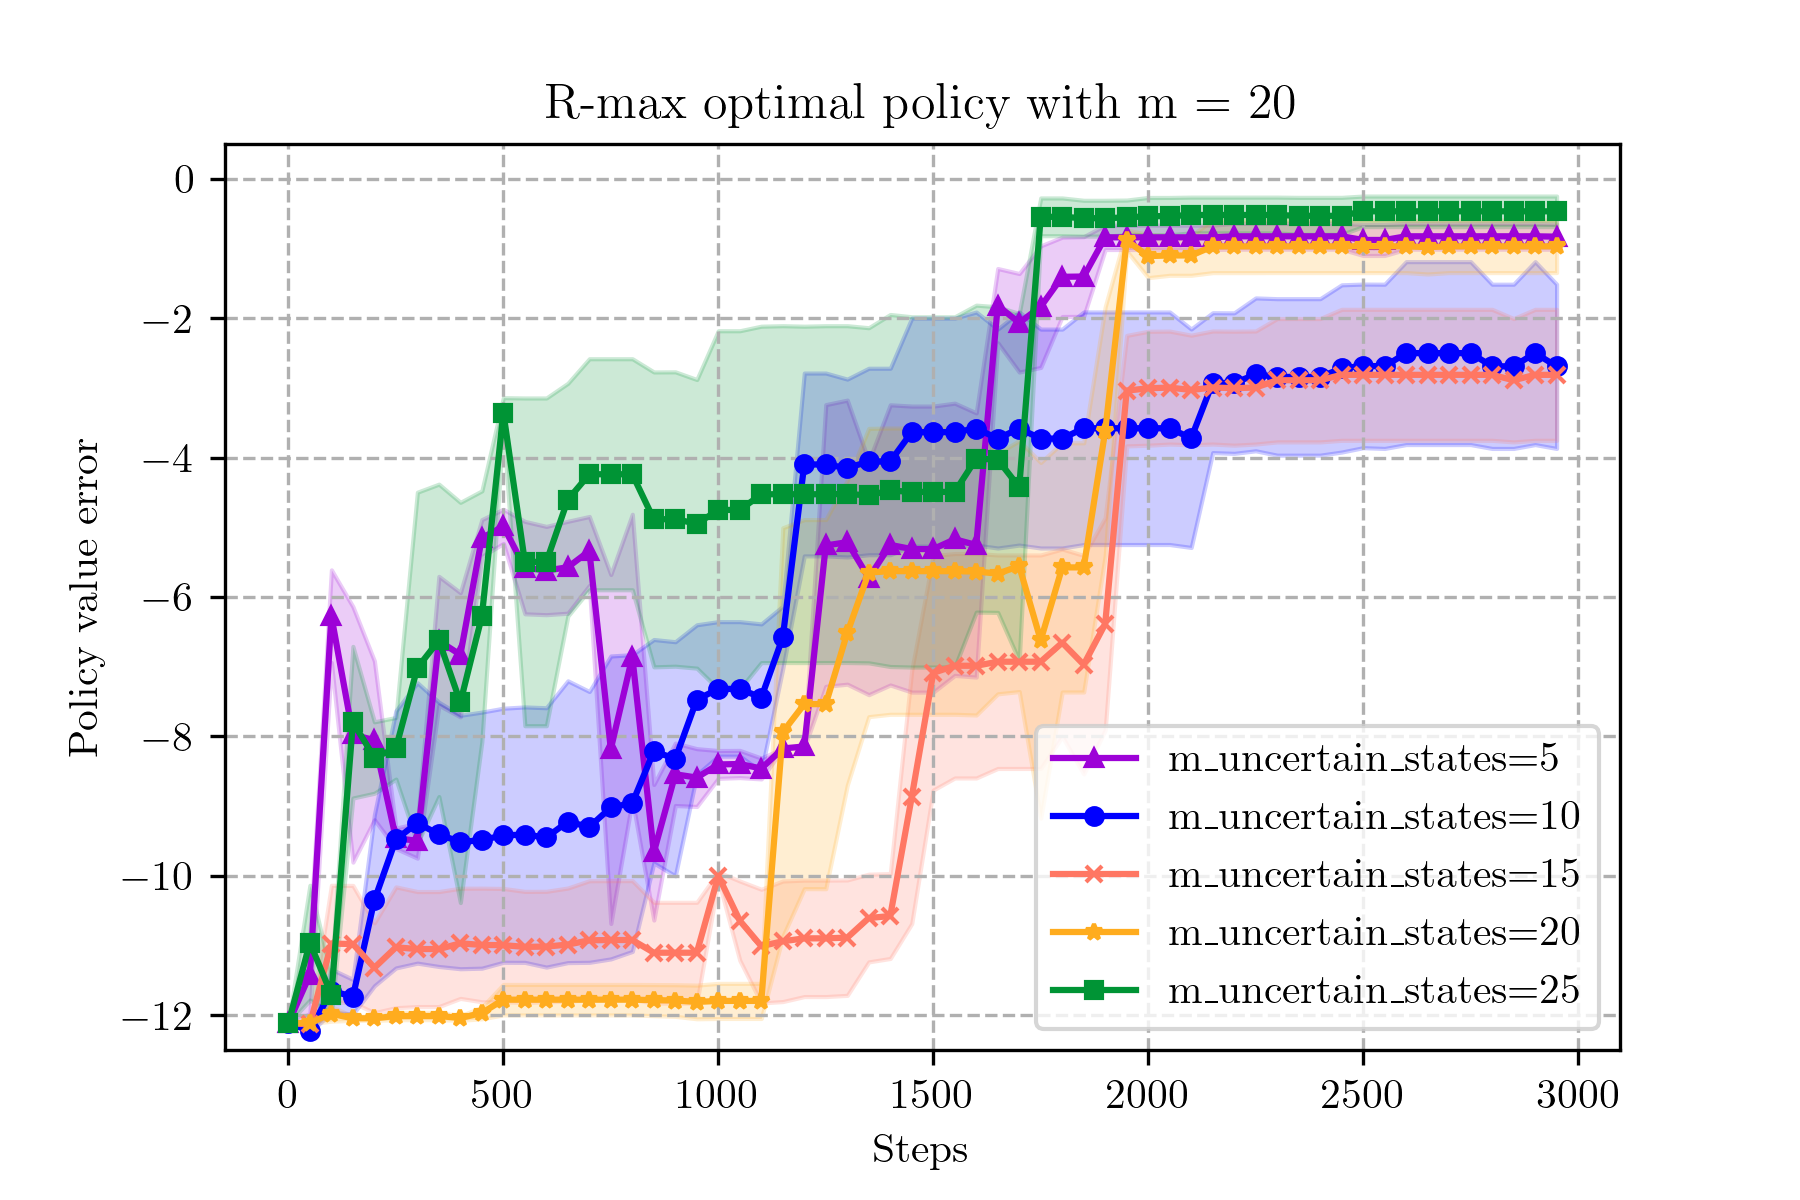 R-max optimal policy with m = 20
Policy value error
0
−2
−4
−6
−8
−10
−12
0 500 1000 1500 2000 2500 3000
Steps
m_uncertain_states=5
m_uncertain_states=10
m_uncertain_states=15
m_uncertain_states=20
m_uncertain_states=25